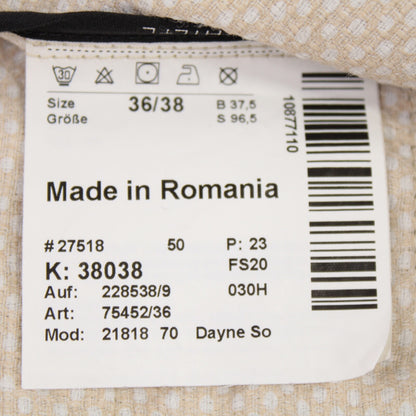 30
Size 36/38 B 37,5
Größe S 96,5
10877110
Made in Romania
# 27518 50 P: 23
K: 38038 FS20
Auf: 228538/9 030H
Art: 75452/36
Mod: 21818 70 Dayne So